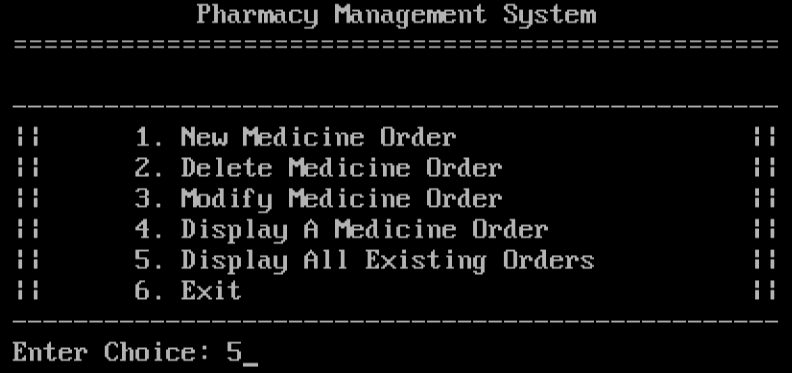 Pharmacy Management System
==================================================
--------------------------------------------------
|| 1. New Medicine Order ||
|| 2. Delete Medicine Order ||
|| 3. Modify Medicine Order ||
|| 4. Display A Medicine Order ||
|| 5. Display All Existing Orders ||
|| 6. Exit ||
--------------------------------------------------
Enter Choice: 5_